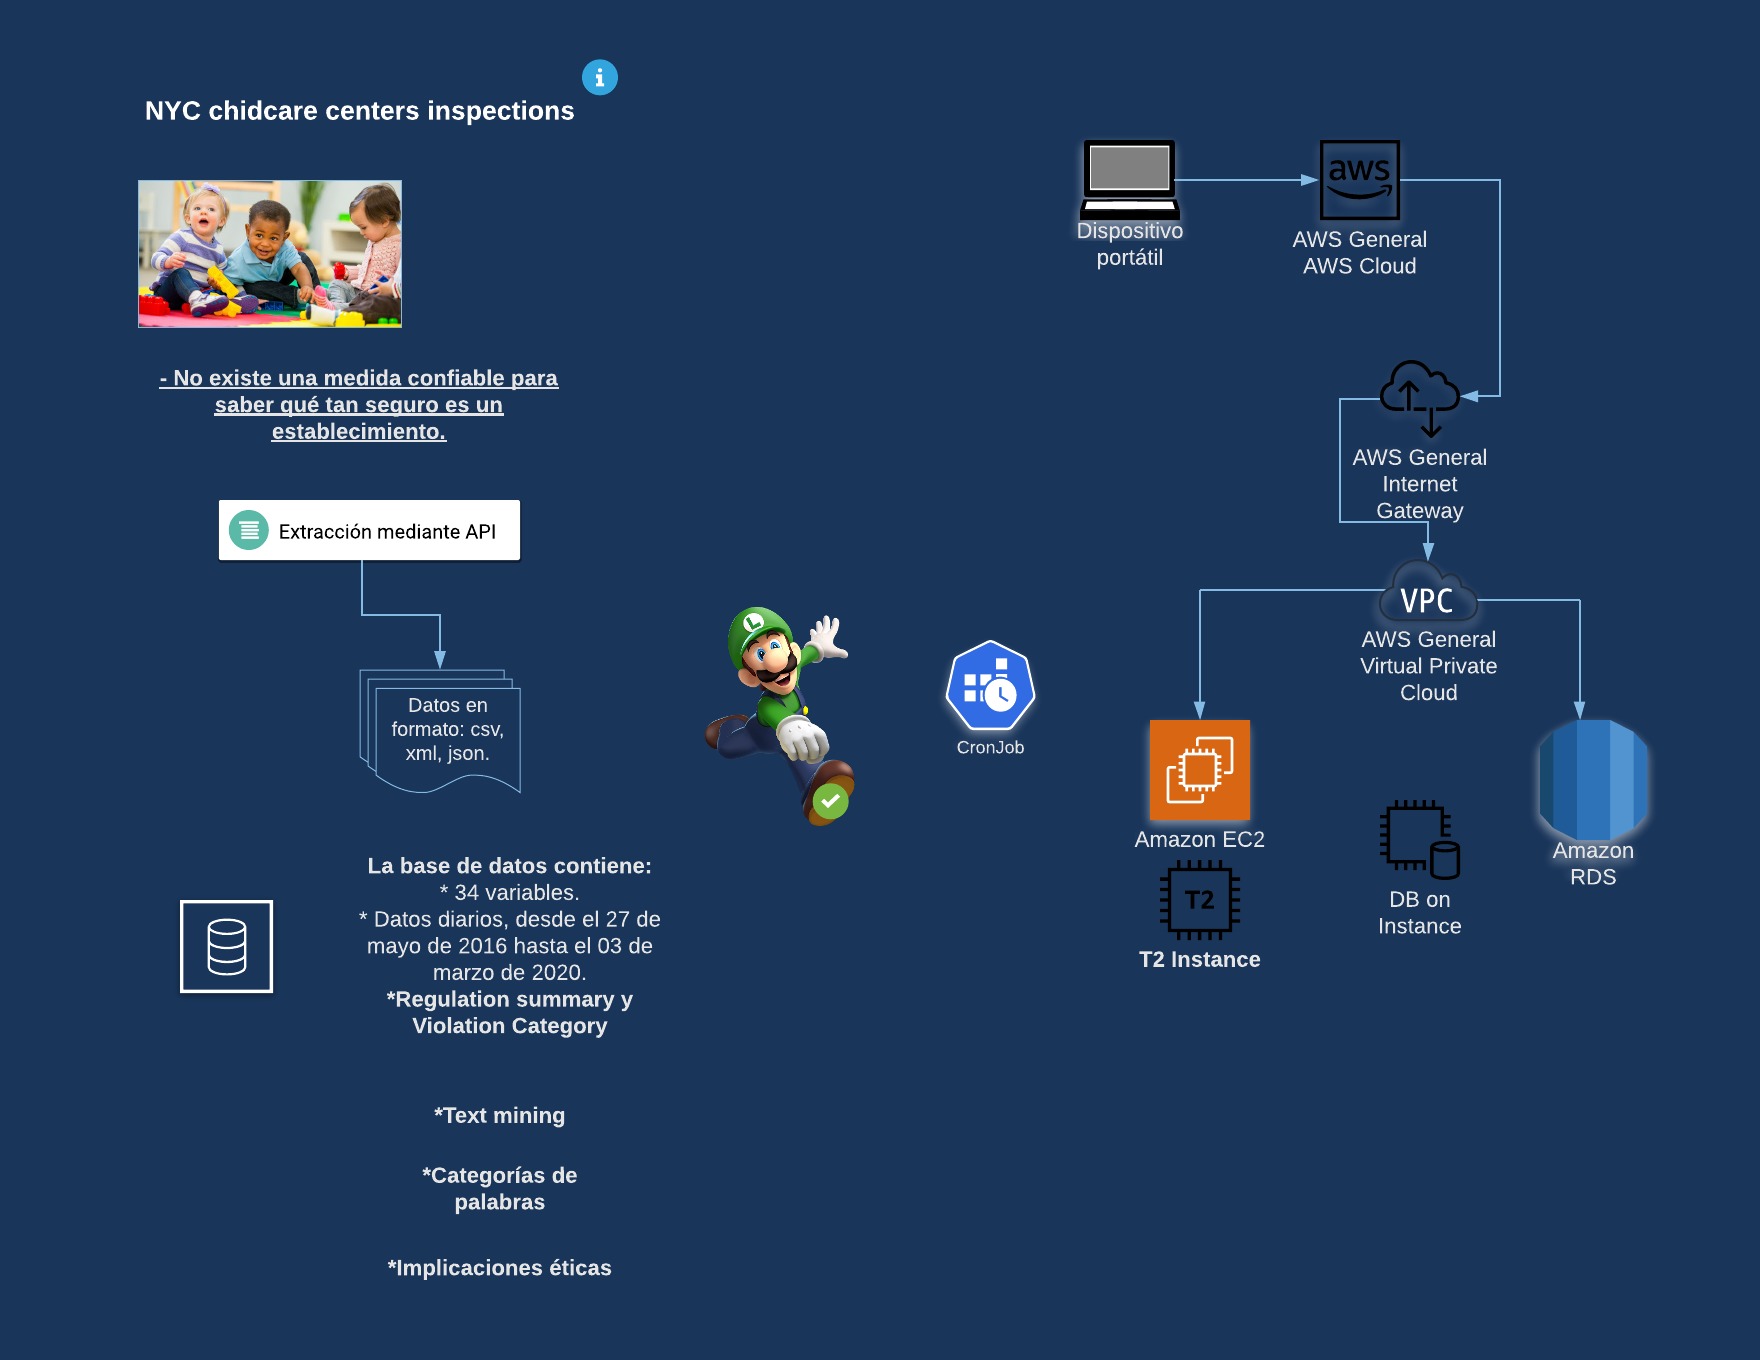 NYC chidcare centers inspections
- No existe una medida confiable para
saber qué tan seguro es un
establecimiento.
Extracción mediante API
Datos en
formato: csv,
xml, json.
La base de datos contiene:
* 34 variables.
* Datos diarios, desde el 27 de
mayo de 2016 hasta el 03 de
marzo de 2020.
*Regulation summary y
Violation Category
*Text mining
*Categorías de
palabras
*Implicaciones éticas
L
CronJob
Dispositivo
portátil
aws
AWS General
AWS Cloud
AWS General
Internet
Gateway
VPC
AWS General
Virtual Private
Cloud
Amazon EC2
T2
T2 Instance
DB on
Instance
Amazon
RDS